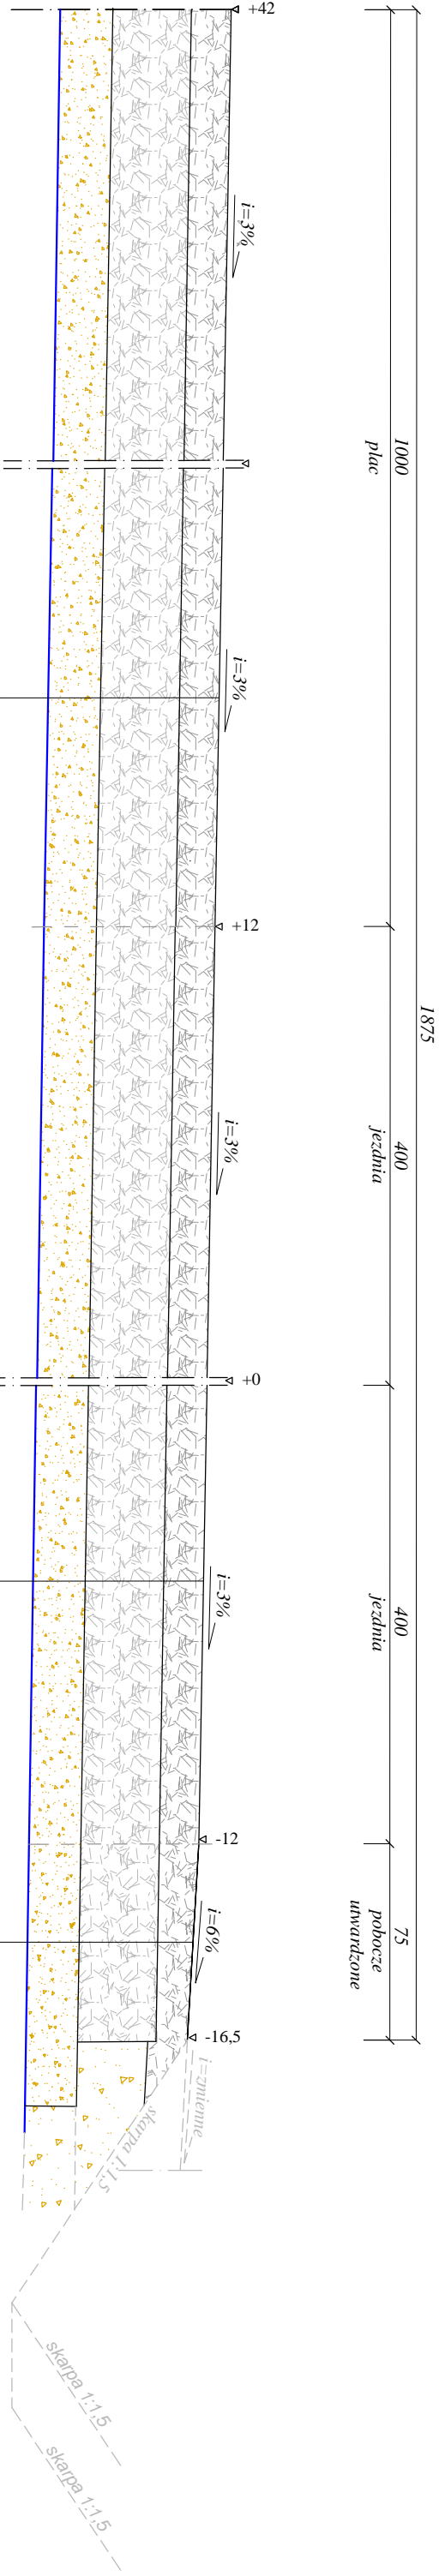 1875
1000
plac
400
jezdnia
400
jezdnia
75
pobocze
utwardzone
+42
i=3%
i=3%
+12
i=3%
+0
i=3%
-12
i=6%
-16,5
i=zmienne
skarpa 1:1,5
skarpa 1:1,5
skarpa 1:1,5